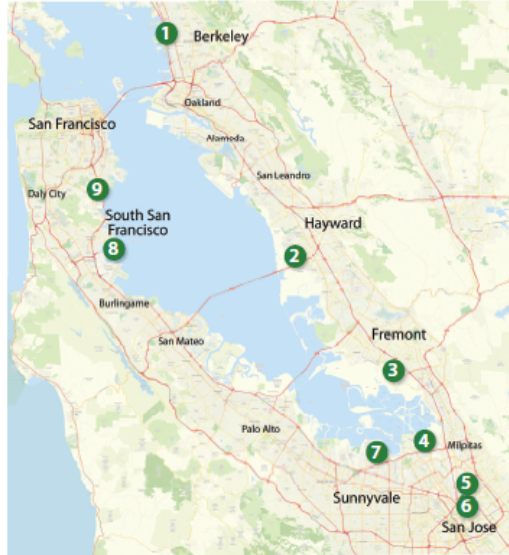 1
Berkeley
Oakland
San Francisco
Alameda
San Leandro
9
Daly City
South San
Francisco
Hayward
8
2
Burlingame
Fremont
San Mateo
3
Palo Alto
4
Milpitas
7
5
Sunnyvale
6
San Jose